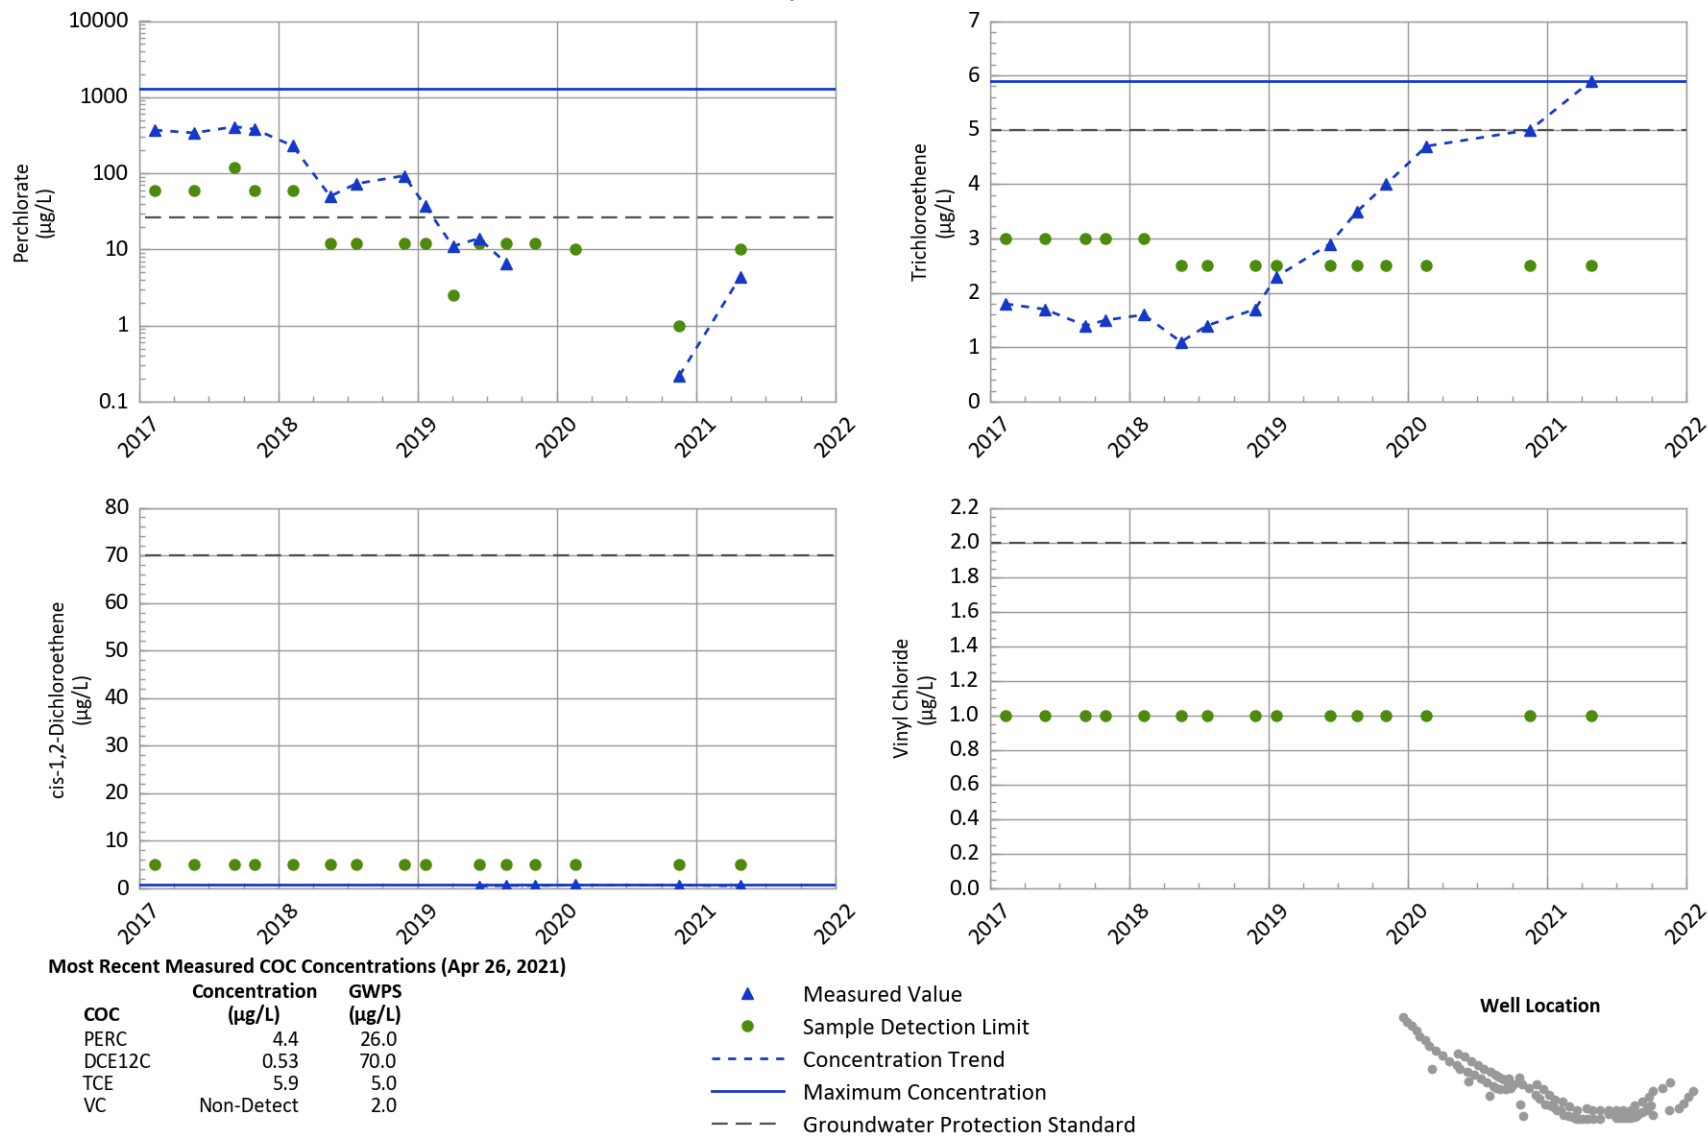 10000
1000
100
10
1
0.1
Perchlorate
(µg/L)
2017
2018
2019
2020
2021
2022
7
6
5
4
3
2
1
0
Trichloroethene
(µg/L)
2017
2018
2019
2020
2021
2022
80
70
60
50
40
30
20
10
0
cis-1,2-Dichloroethene
(µg/L)
2017
2018
2019
2020
2021
2022
2.2
2.0
1.8
1.6
1.4
1.2
1.0
0.8
0.6
0.4
0.2
0.0
Vinyl Chloride
(µg/L)
2017
2018
2019
2020
2021
2022
Most Recent Measured COC Concentrations (Apr 26, 2021)
Concentration GWPS
COC (µg/L) (µg/L)
PERC 4.4 26.0
DCE12C 0.53 70.0
TCE 5.9 5.0
VC Non-Detect 2.0
Measured Value
Sample Detection Limit
Concentration Trend
Maximum Concentration
Groundwater Protection Standard
Well Location